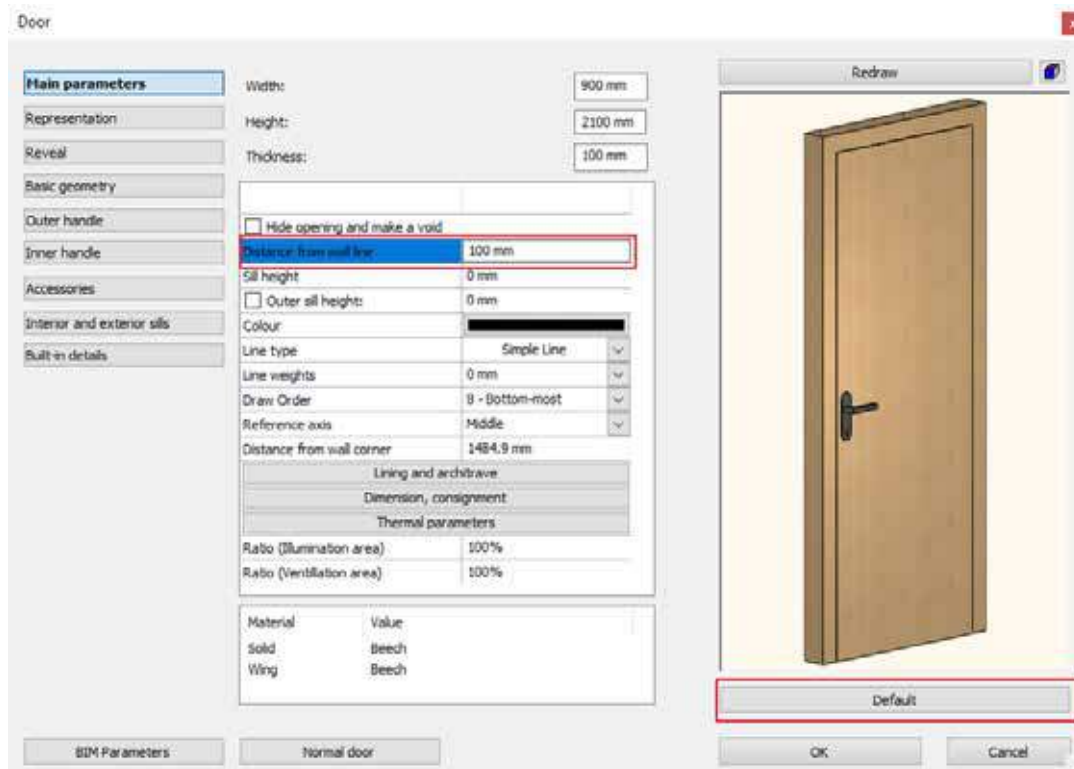 Door
x
Main parameters
Representation
Reveal
Basic geometry
Outer handle
Inner handle
Accessories
Interior and exterior sills
Built-in details
Width: 900 mm
Height: 2100 mm
Thickness: 100 mm
Hide opening and make a void
Distance from wall line 100 mm
Sill height 0 mm
Outer sill height: 0 mm
Colour
Line type Simple Line
Line weights 0 mm
Draw Order 8 - Bottom-most
Reference axis Middle
Distance from wall corner 1484.9 mm
Lining and architrave
Dimension, consignment
Thermal parameters
Ratio (Illumination area) 100%
Ratio (Ventillation area) 100%
Material Value
Solid Beech
Wing Beech
Redraw
Default
BIM Parameters
Normal door
OK
Cancel